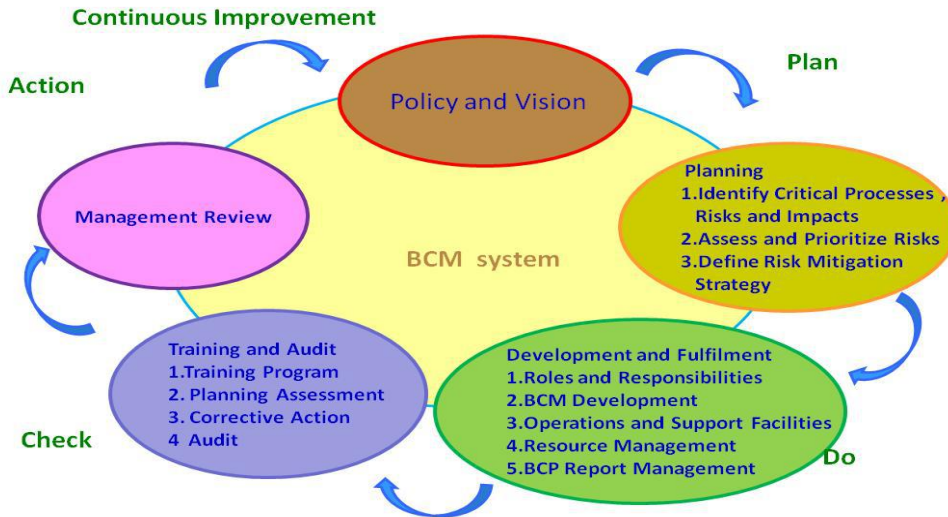 Continuous Improvement
Action
Plan
Policy and Vision
Planning
1.Identify Critical Processes ,
Risks and Impacts
2.Assess and Prioritize Risks
3.Define Risk Mitigation
Strategy
Management Review
BCM system
Training and Audit
1.Training Program
2. Planning Assessment
3. Corrective Action
4 Audit
Development and Fulfilment
1.Roles and Responsibilities
2.BCM Development
3.Operations and Support Facilities
4.Resource Management
5.BCP Report Management
Check
Do